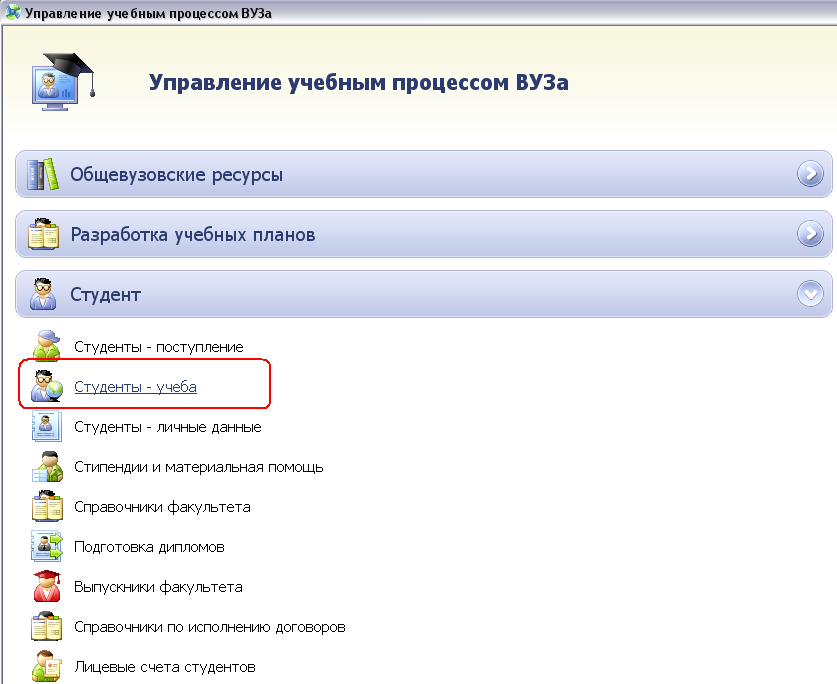 Управление учебным процессом ВУЗа
Управление учебным процессом ВУЗа
Общевузовские ресурсы
Разработка учебных планов
Студент
Студенты - поступление
Студенты - учеба
Студенты - личные данные
Стипендии и материальная помощь
Справочники факультета
Подготовка дипломов
Выпускники факультета
Справочники по исполнению договоров
Лицевые счета студентов